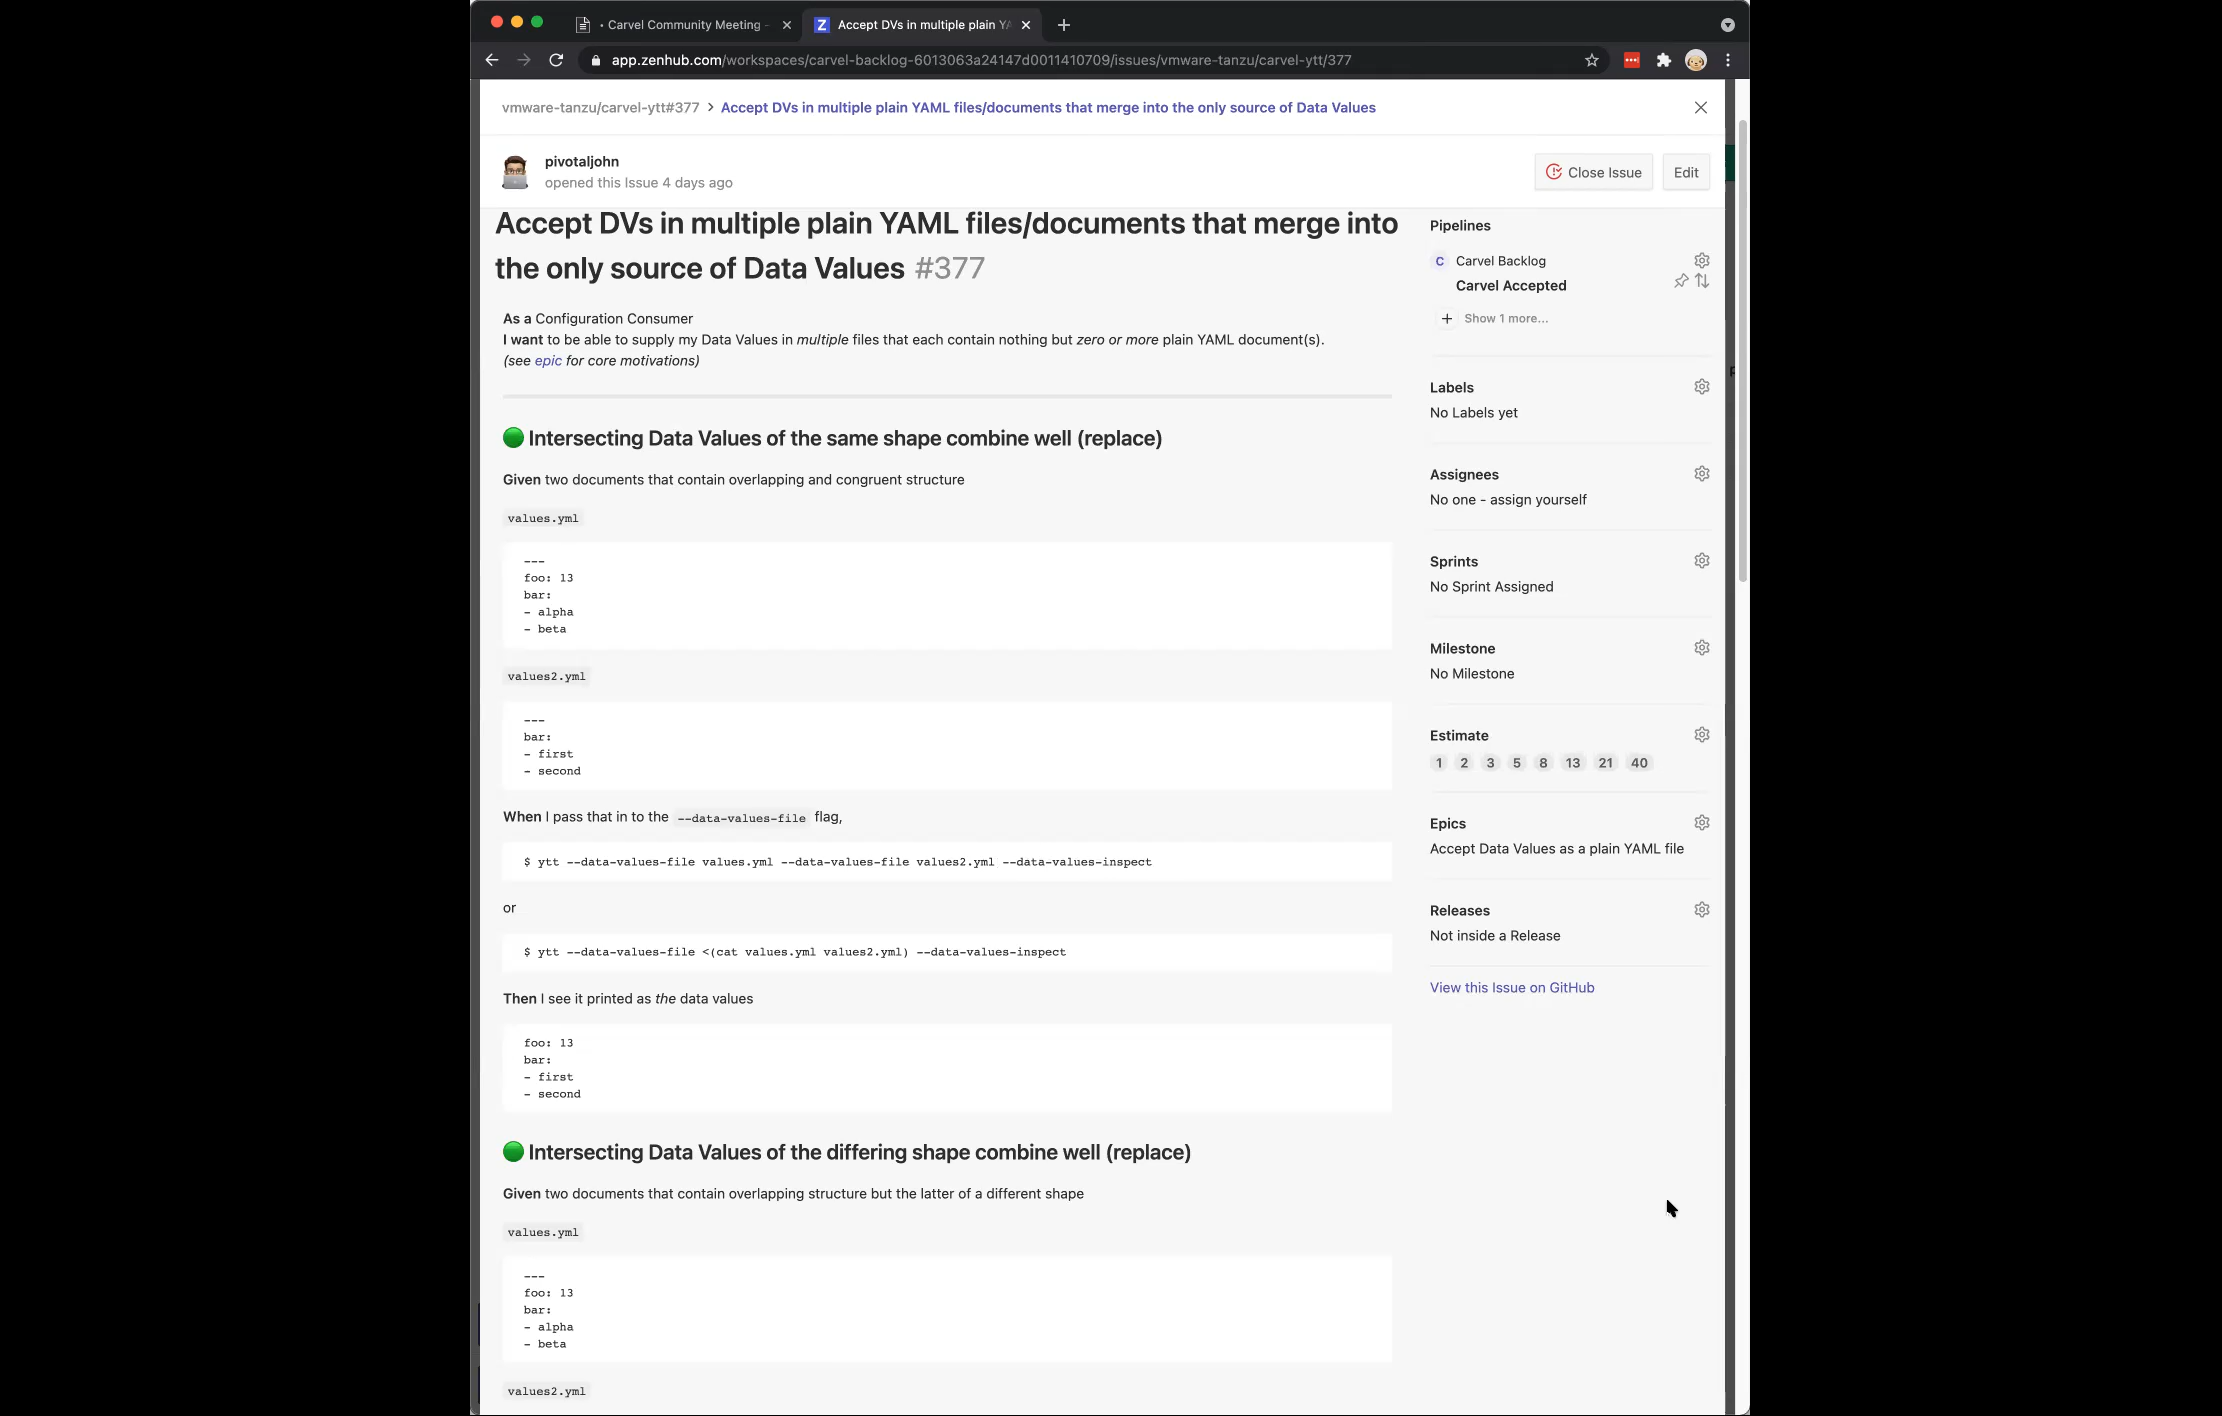 · Carvel Community Meeting -
Accept DVs in multiple plain YA
app.zenhub.com/workspaces/carvel-backlog-6013063a24147d0011410709/issues/vmware-tanzu/carvel-ytt/377
vmware-tanzu/carvel-ytt#377 > Accept DVs in multiple plain YAML files/documents that merge into the only source of Data Values
pivotaljohn
opened this Issue 4 days ago
Close Issue
Edit
Accept DVs in multiple plain YAML files/documents that merge into
the only source of Data Values #377
As a Configuration Consumer
I want to be able to supply my Data Values in multiple files that each contain nothing but zero or more plain YAML document(s).
(see epic for core motivations)
Intersecting Data Values of the same shape combine well (replace)
Given two documents that contain overlapping and congruent structure
values.yml
---
foo: 13
bar:
- alpha
- beta
values2.yml
---
bar:
- first
- second
When I pass that in to the --data-values-file flag,
$ ytt --data-values-file values.yml --data-values-file values2.yml --data-values-inspect
or
$ ytt --data-values-file <(cat values.yml values2.yml) --data-values-inspect
Then I see it printed as the data values
foo: 13
bar:
- first
- second
Intersecting Data Values of the differing shape combine well (replace)
Given two documents that contain overlapping structure but the latter of a different shape
values.yml
---
foo: 13
bar:
- alpha
- beta
values2.yml
Pipelines
C Carvel Backlog
Carvel Accepted
+ Show 1 more...
Labels
No Labels yet
Assignees
No one - assign yourself
Sprints
No Sprint Assigned
Milestone
No Milestone
Estimate
1 2 3 5 8 13 21 40
Epics
Accept Data Values as a plain YAML file
Releases
Not inside a Release
View this Issue on GitHub